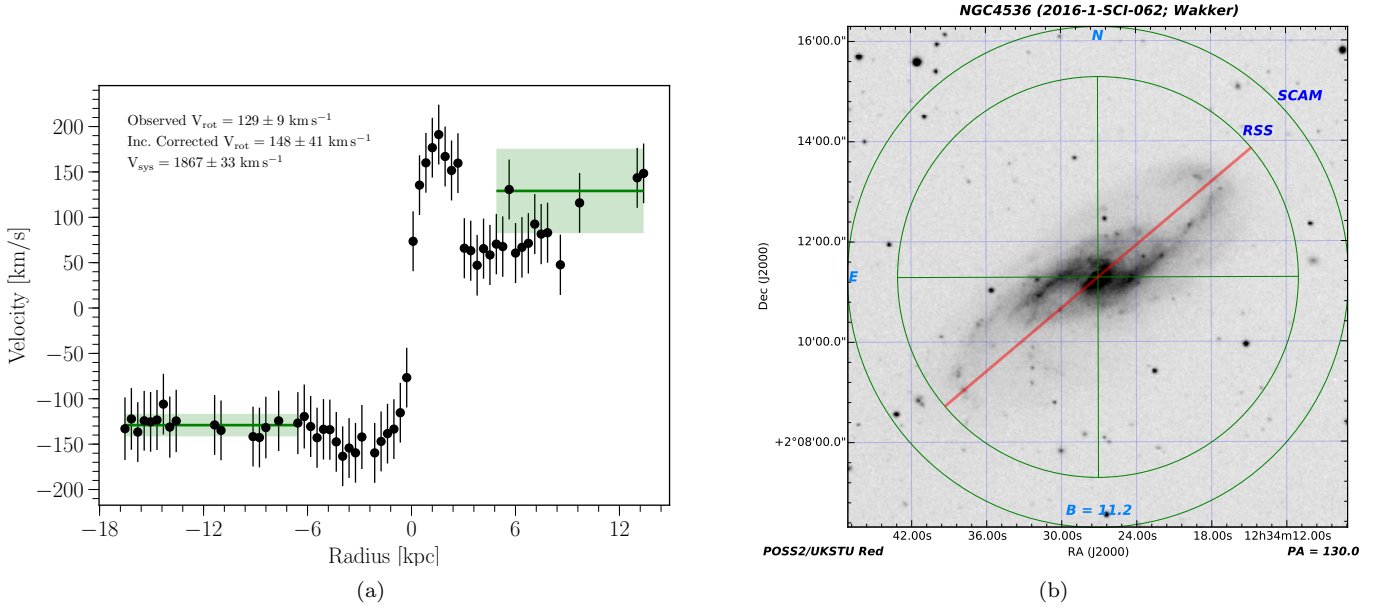 Observed V_rot = 129 ± 9 km s⁻¹
Inc. Corrected V_rot = 148 ± 41 km s⁻¹
V_sys = 1867 ± 33 km s⁻¹
200
150
100
50
0
−50
−100
−150
−200
Velocity [km/s]
−18 −12 −6 0 6 12
Radius [kpc]
(a)
NGC4536 (2016-1-SCI-062; Wakker)
16'00.0"
14'00.0"
12'00.0"
10'00.0"
+2°08'00.0"
Dec (J2000)
N
SCAM
RSS
E
B = 11.2
42.00s 36.00s 30.00s 24.00s 18.00s 12h34m12.00s
POSS2/UKSTU Red RA (J2000) PA = 130.0
(b)